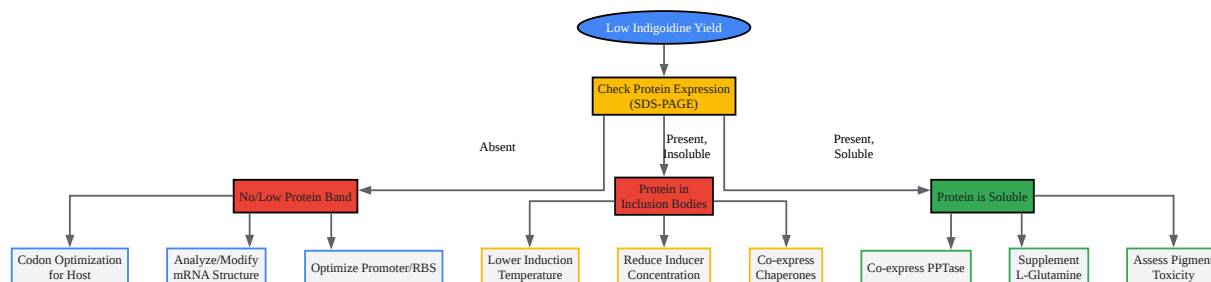 Low Indigoidine Yield
Check Protein Expression
(SDS-PAGE)
Absent
Present,
Insoluble
Present,
Soluble
No/Low Protein Band
Protein in
Inclusion Bodies
Protein is Soluble
Codon Optimization
for Host
Analyze/Modify
mRNA Structure
Optimize Promoter/RBS
Lower Induction
Temperature
Reduce Inducer
Concentration
Co-express
Chaperones
Co-express PPTase
Supplement
L-Glutamine
Assess Pigment
Toxicity